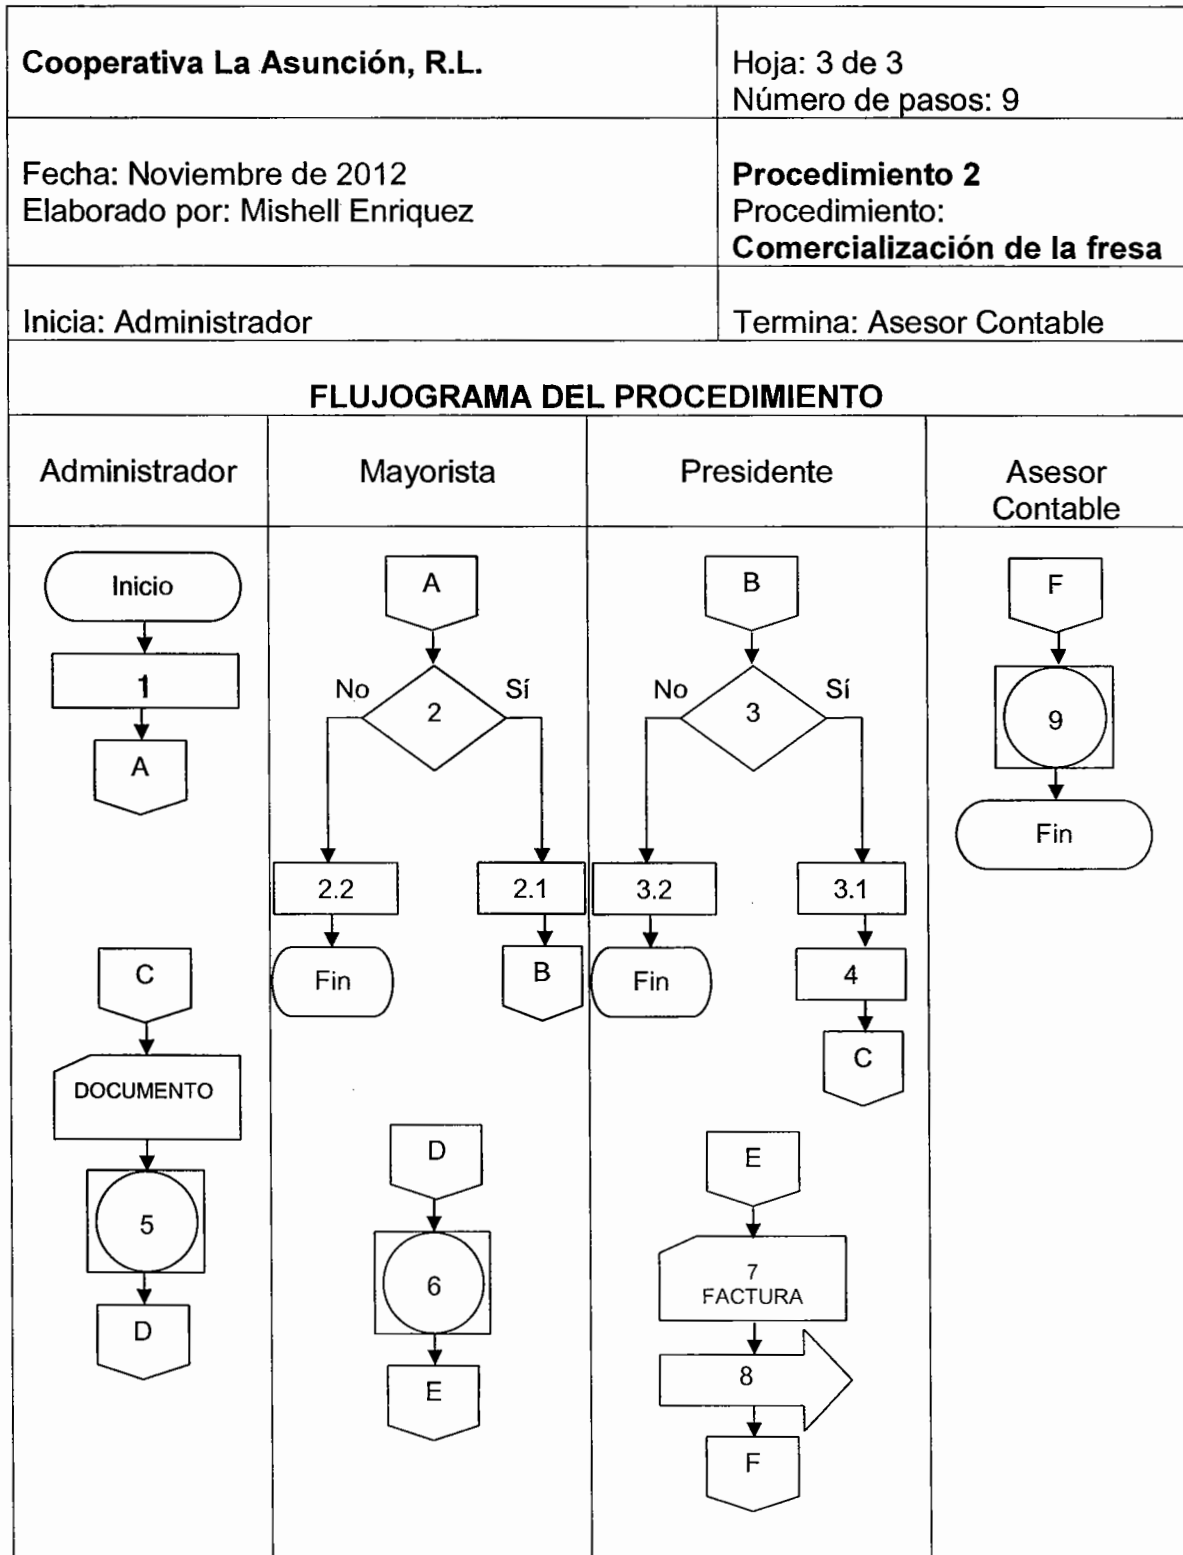 Cooperativa La Asunción, R.L.
Hoja: 3 de 3
Número de pasos: 9
Fecha: Noviembre de 2012
Elaborado por: Mishell Enriquez
Procedimiento 2
Procedimiento:
Comercialización de la fresa
Inicia: Administrador
Termina: Asesor Contable
FLUJOGRAMA DEL PROCEDIMIENTO
Administrador
Mayorista
Presidente
Asesor
Contable
Inicio
1
A
C
DOCUMENTO
5
D
A
No
2
Sí
2.2
2.1
Fin
B
D
6
E
B
No
3
Sí
3.2
3.1
Fin
4
C
E
7
FACTURA
8
F
F
9
Fin